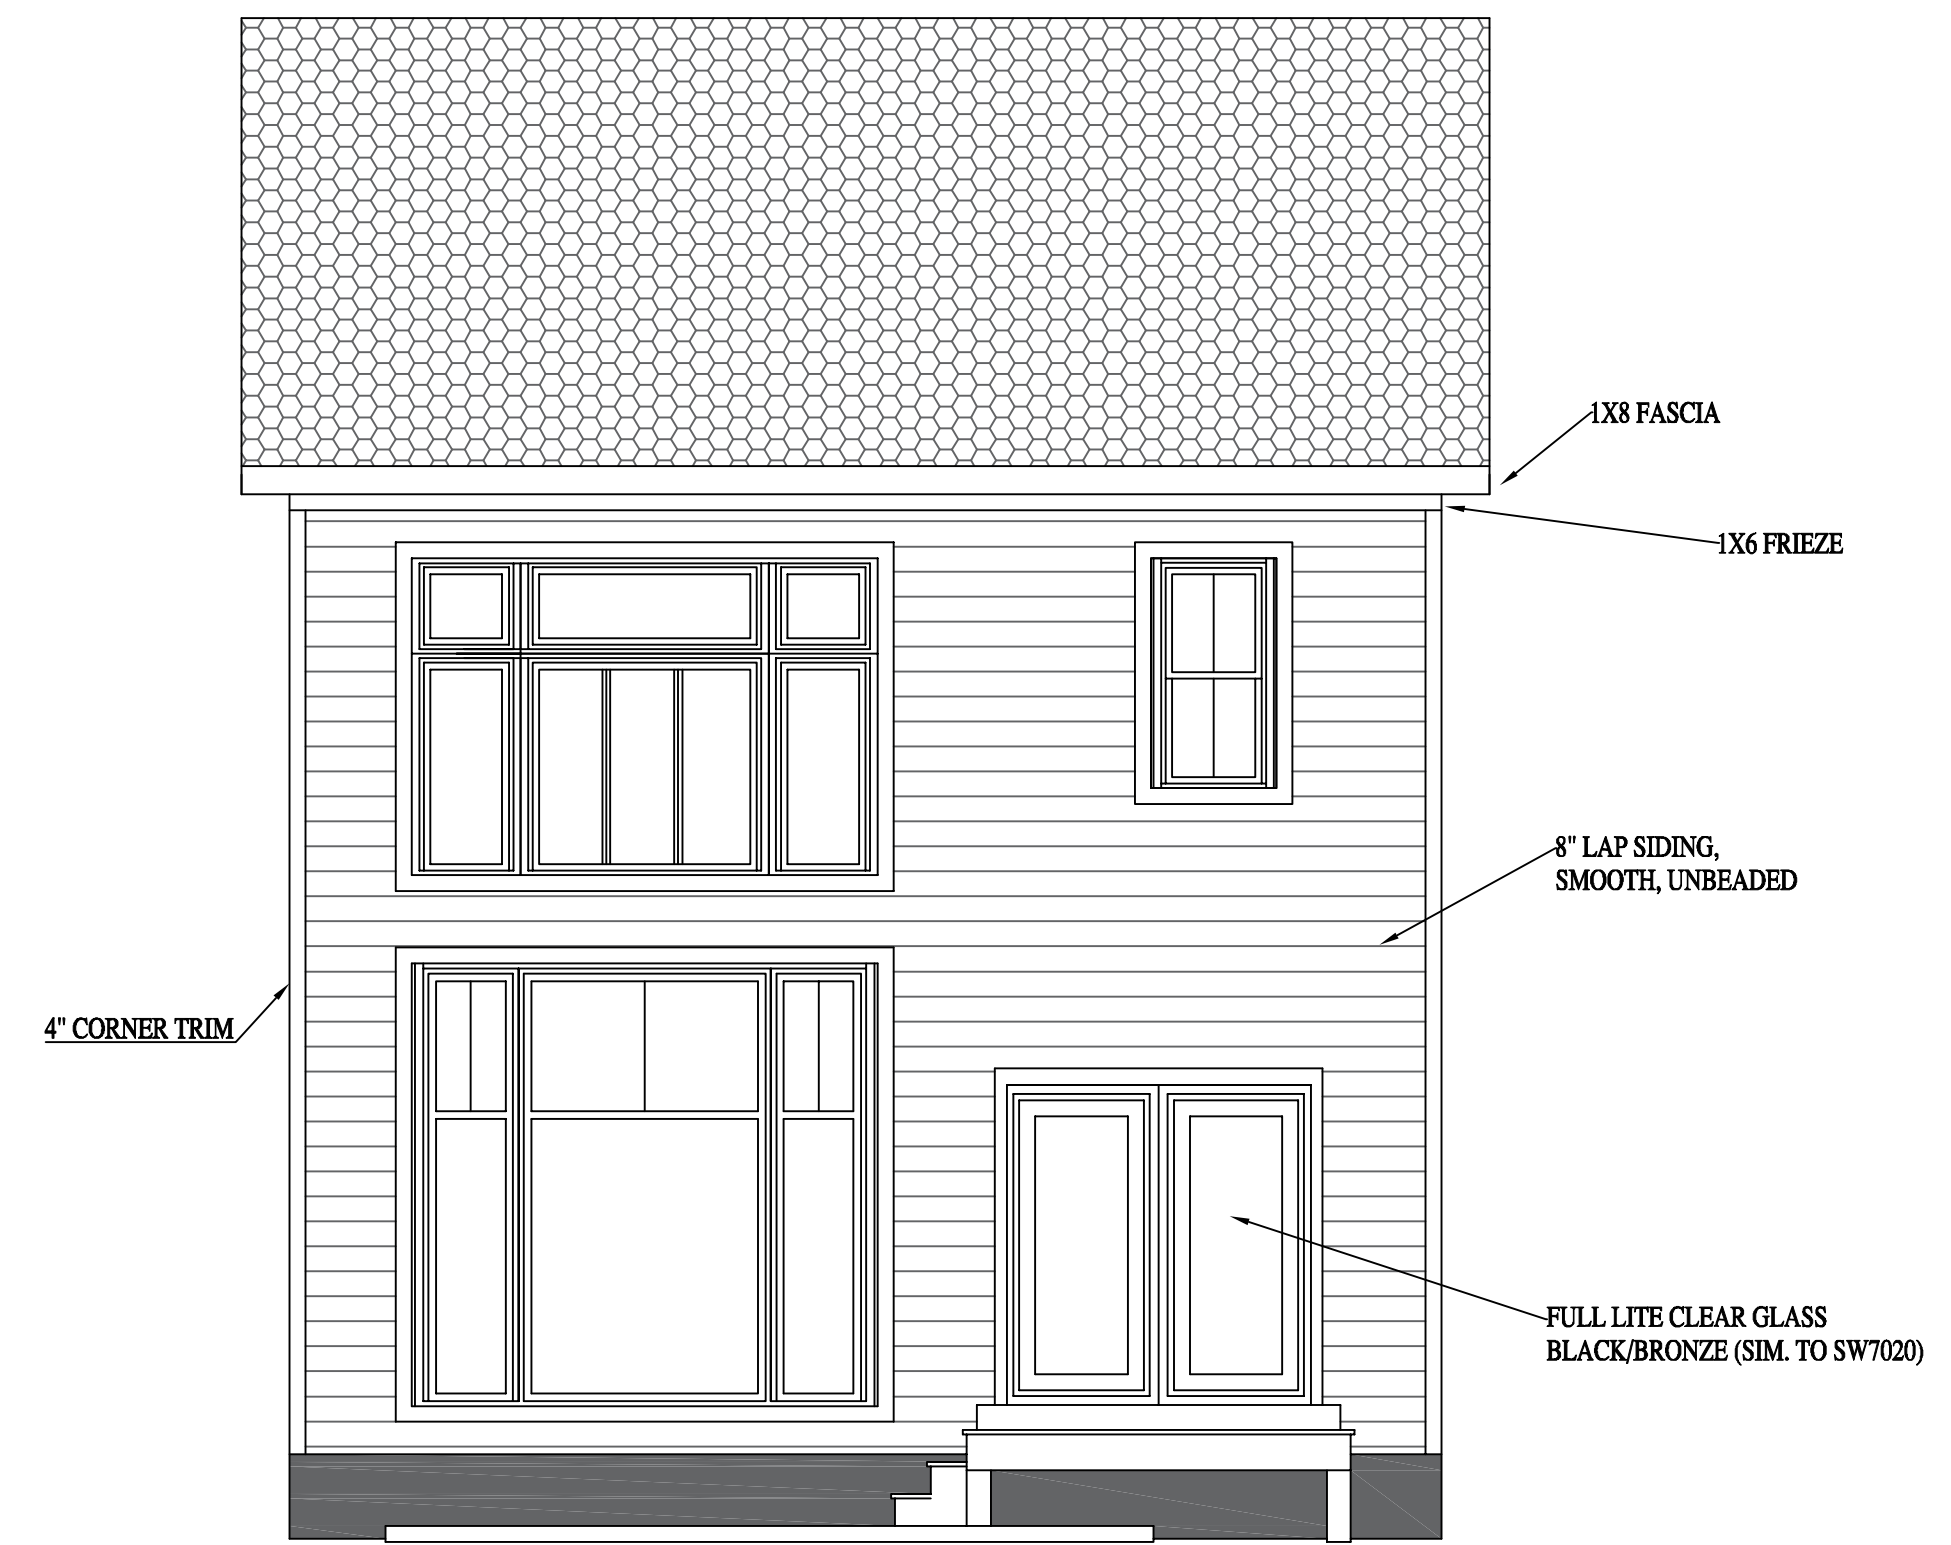 1X8 FASCIA
1X6 FRIEZE
8" LAP SIDING,
SMOOTH, UNBEADED
4" CORNER TRIM
FULL LITE CLEAR GLASS
BLACK/BRONZE (SIM. TO SW7020)